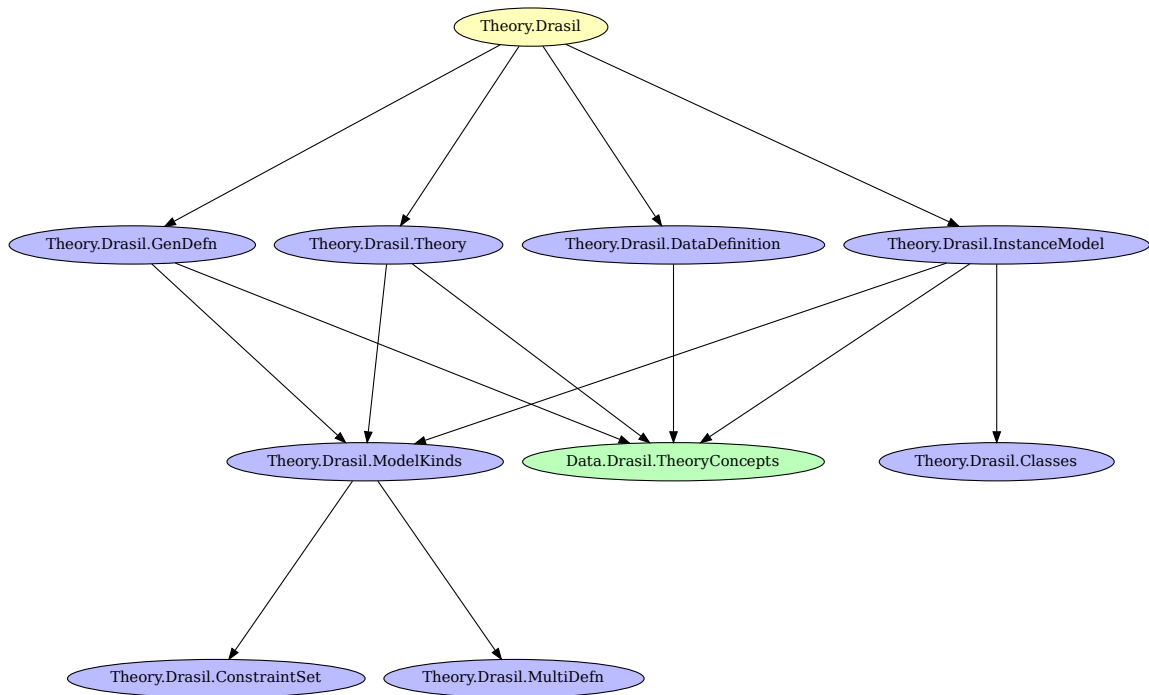 Theory.Drasil
Theory.Drasil.GenDefn
Theory.Drasil.Theory
Theory.Drasil.DataDefinition
Theory.Drasil.InstanceModel
Theory.Drasil.ModelKinds
Data.Drasil.TheoryConcepts
Theory.Drasil.Classes
Theory.Drasil.ConstraintSet
Theory.Drasil.MultiDefn